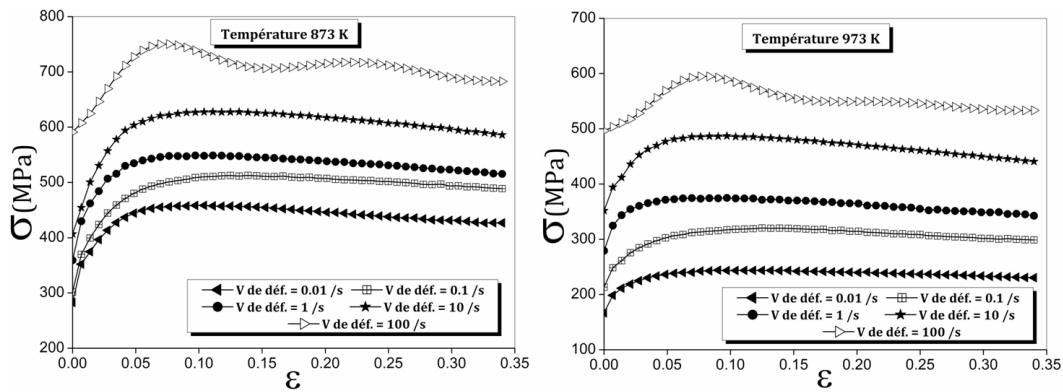 800
700
600
500
400
300
200
σ(MPa)
Température 873 K
V de déf. = 0.01 /s
V de déf. = 0.1 /s
V de déf. = 1 /s
V de déf. = 10 /s
V de déf. = 100 /s
0.00 0.05 0.10 0.15 0.20 0.25 0.30 0.35
ε
700
600
500
400
300
200
100
σ(MPa)
Température 973 K
V de déf. = 0.01 /s
V de déf. = 0.1 /s
V de déf. = 1 /s
V de déf. = 10 /s
V de déf. = 100 /s
0.00 0.05 0.10 0.15 0.20 0.25 0.30 0.35
ε